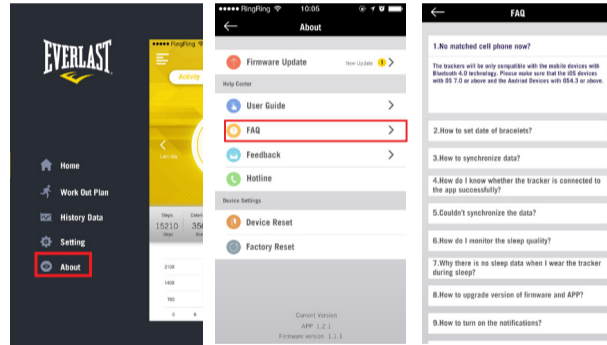 EVERLAST
Home
Work Out Plan
History Data
Setting
About
RingRing
Activity
Last day
Steps
15210
Steps
2100
1400
700
0
RingRing 10:05
About
Firmware Update New Update 1
Help Center
User Guide
FAQ
Feedback
Hotline
Device Settings
Device Reset
Factory Reset
Current Version
APP 1.2.1
Firmware version 1.1.1
FAQ
1.No matched cell phone now?
The trackers will be only compatible with the mobile devices with
Bluetooth 4.0 technology. Please make sure that the iOS devices
with OS 7.0 or above and the Andriod Devices with OS4.3 or above.
2.How to set date of bracelets?
3.How to synchronize data?
4.How do I know whether the tracker is connected to
the app successfully?
5.Couldn't synchronize the data?
6.How do I monitor the sleep quality?
7.Why there is no sleep data when I wear the tracker
during sleep?
8.How to upgrade version of firmware and APP?
9.How to turn on the notifications?